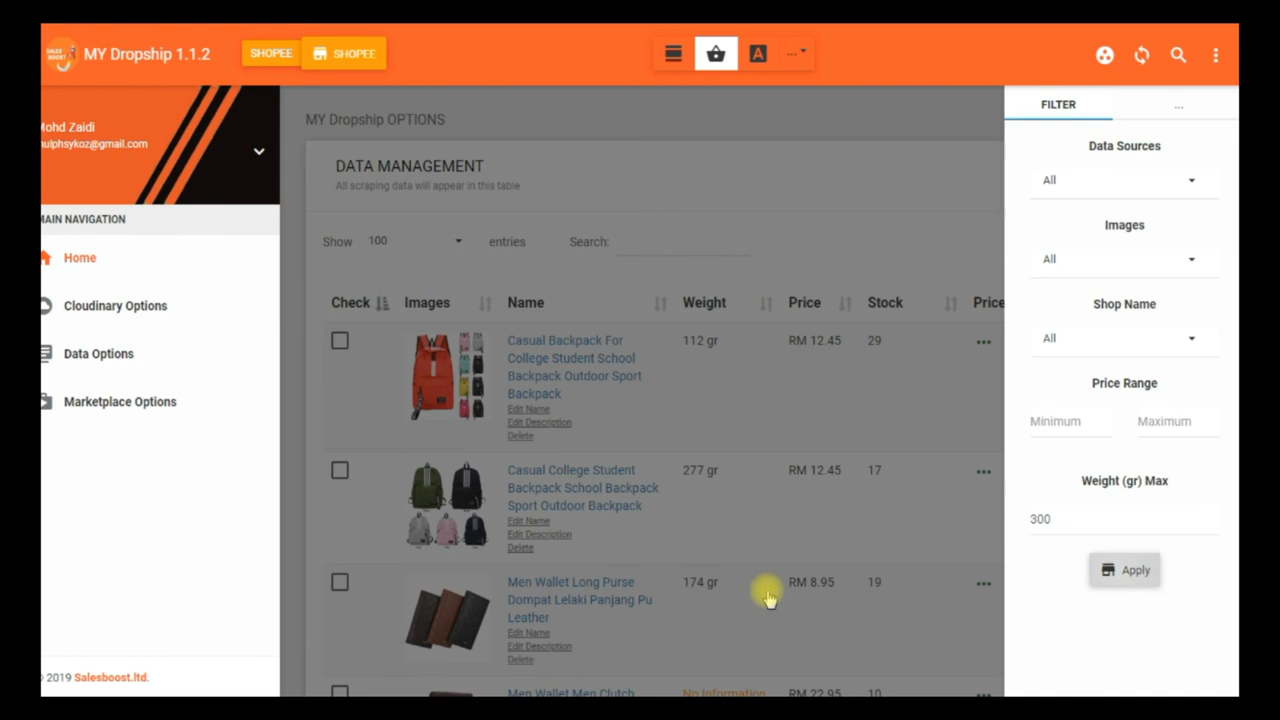 SALES BOOST
MY Dropship 1.1.2
SHOPEE
SHOPEE
A
...
Mohd Zaidi
nulphsykoz@gmail.com
MAIN NAVIGATION
Home
Cloudinary Options
Data Options
Marketplace Options
© 2019 Salesboost.ltd.
MY Dropship OPTIONS
DATA MANAGEMENT
All scraping data will appear in this table
Show 100 entries Search:
Check Images Name Weight Price Stock Price
Casual Backpack For
College Student School
Backpack Outdoor Sport
Backpack
Edit Name
Edit Description
Delete
112 gr RM 12.45 29 •••
Casual College Student
Backpack School Backpack
Sport Outdoor Backpack
Edit Name
Edit Description
Delete
277 gr RM 12.45 17 •••
Men Wallet Long Purse
Dompet Lelaki Panjang Pu
Leather
Edit Name
Edit Description
Delete
174 gr RM 8.95 19 •••
Men Wallet Men Clutch No Information RM 22.95 10
FILTER ...
Data Sources
All
Images
All
Shop Name
All
Price Range
Minimum Maximum
Weight (gr) Max
300
Apply